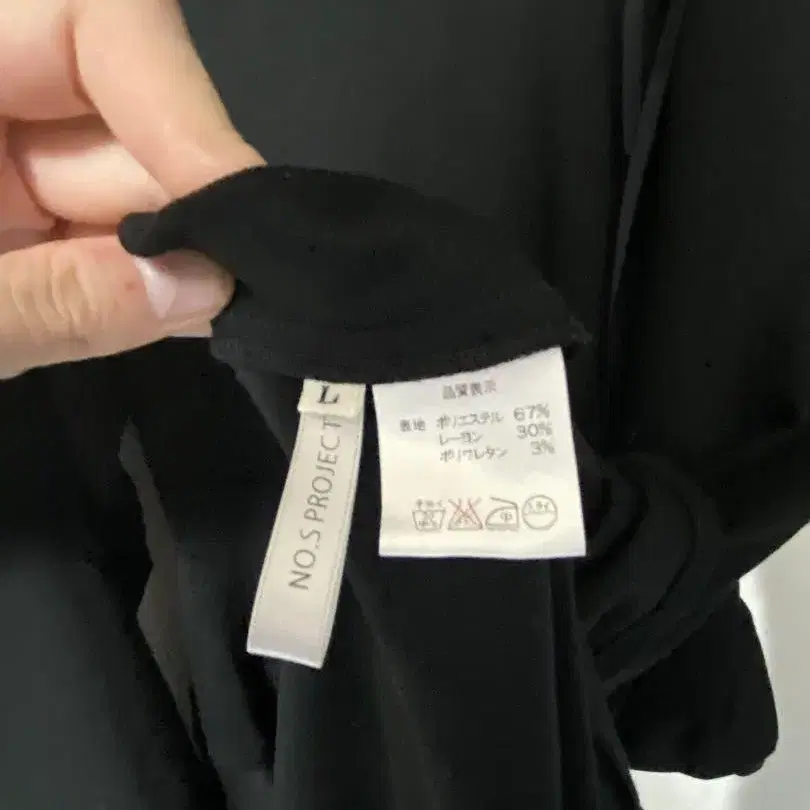 L
NO.S PROJECT
品質表示
表地 ポリエステル 67%
レーヨン 30%
ポリウレタン 3%
中